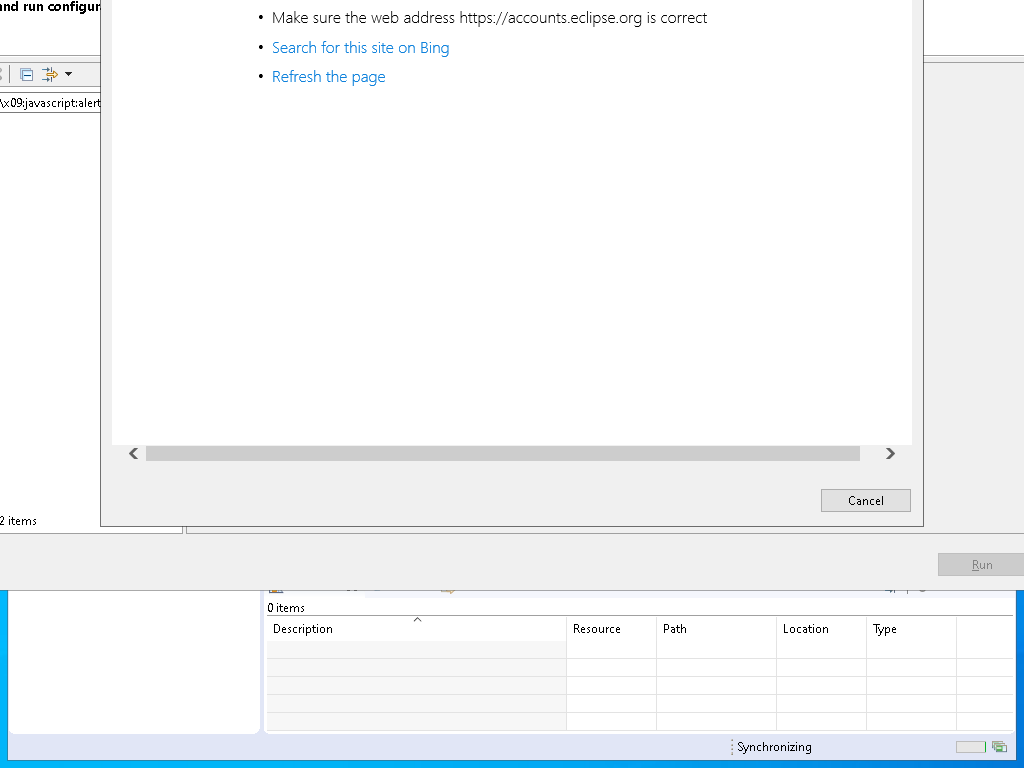 and run configur
• Make sure the web address https://accounts.eclipse.org is correct
• Search for this site on Bing
• Refresh the page
\x09:javascript:alert
2 items
Cancel
Run
0 items
Description Resource Path Location Type
Synchronizing